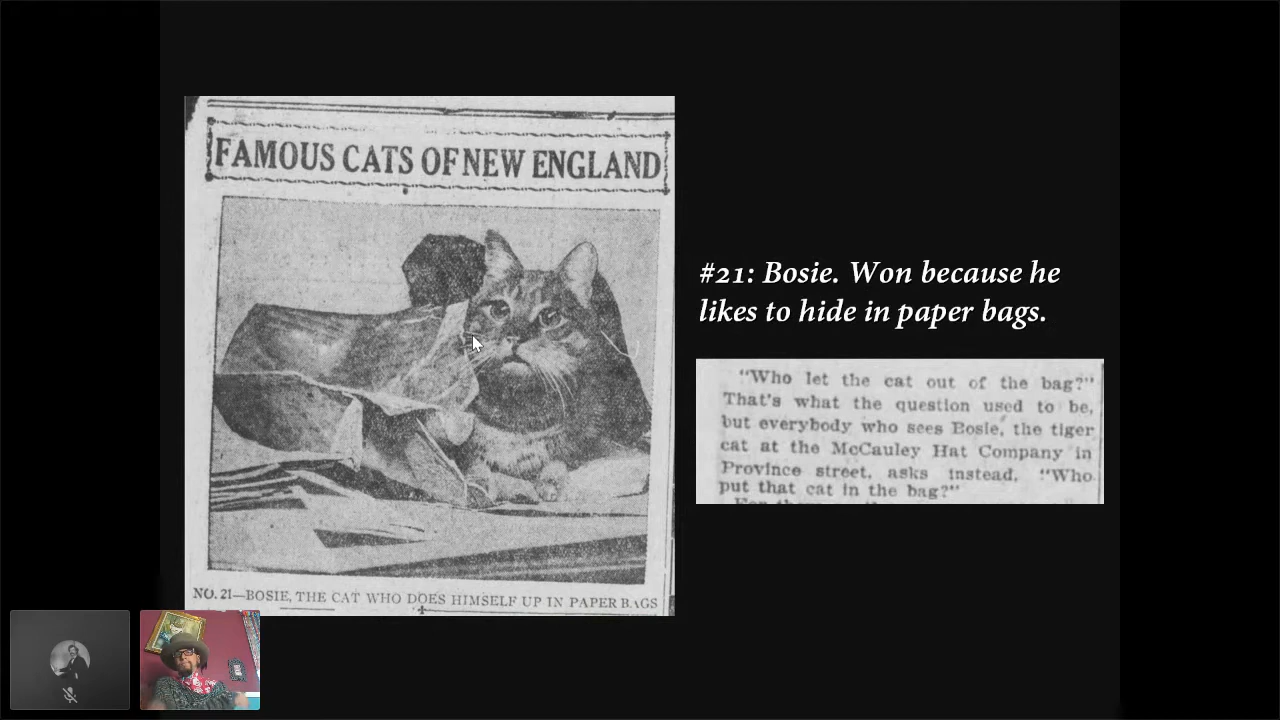 FAMOUS CATS OF NEW ENGLAND
NO. 21—BOSIE, THE CAT WHO DOES HIMSELF UP IN PAPER BAGS
#21: Bosie. Won because he
likes to hide in paper bags.
"Who let the cat out of the bag?"
That's what the question used to be,
but everybody who sees Bosie, the tiger
cat at the McCauley Hat Company in
Province street, asks instead, "Who
put that cat in the bag?"